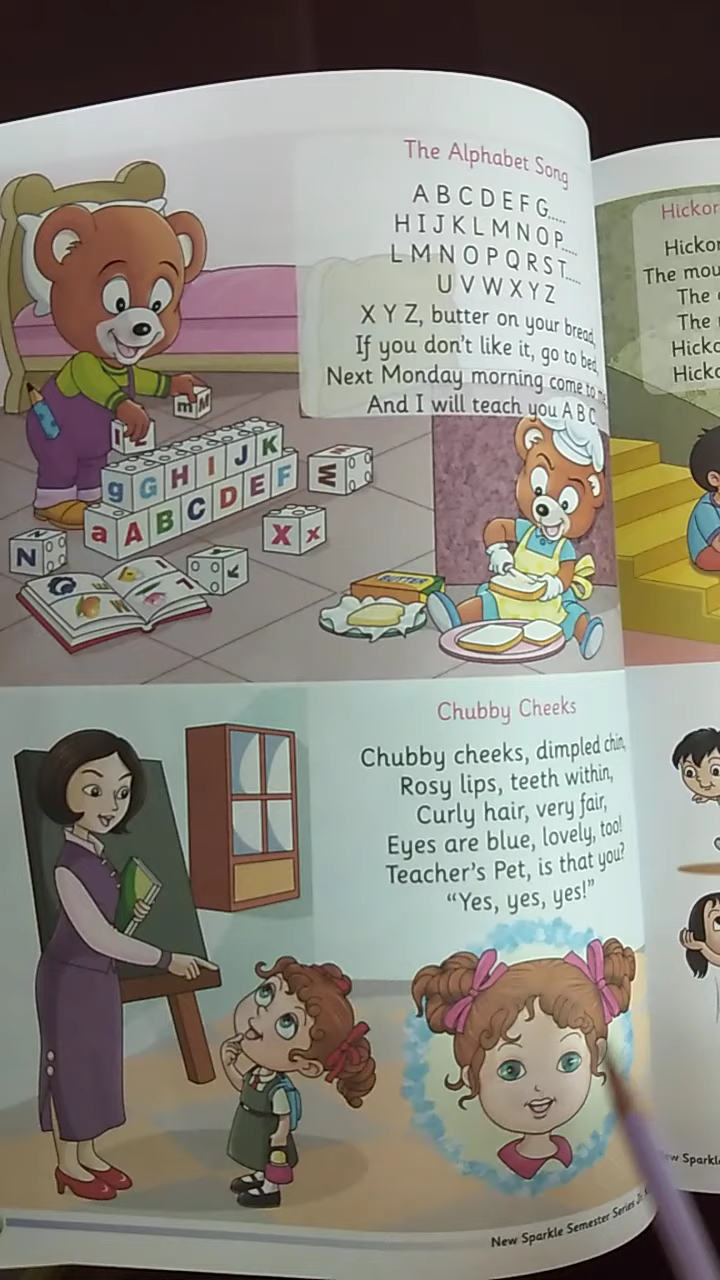 The Alphabet Song
A B C D E F G.....
H I J K L M N O P.....
L M N O P Q R S T.....
U V W X Y Z
X Y Z, butter on your bread,
If you don't like it, go to bed,
Next Monday morning come to
And I will teach you A B C
M
g G H I J K
a A B C D E F
N
X x
BUTTER
Chubby Cheeks
Chubby cheeks, dimpled chin,
Rosy lips, teeth within,
Curly hair, very fair,
Eyes are blue, lovely, too!
Teacher's Pet, is that you?
"Yes, yes, yes!"
New Sparkle Semester Series
Hickor
Hickor
The mou
The
The
Hicko
Hicko